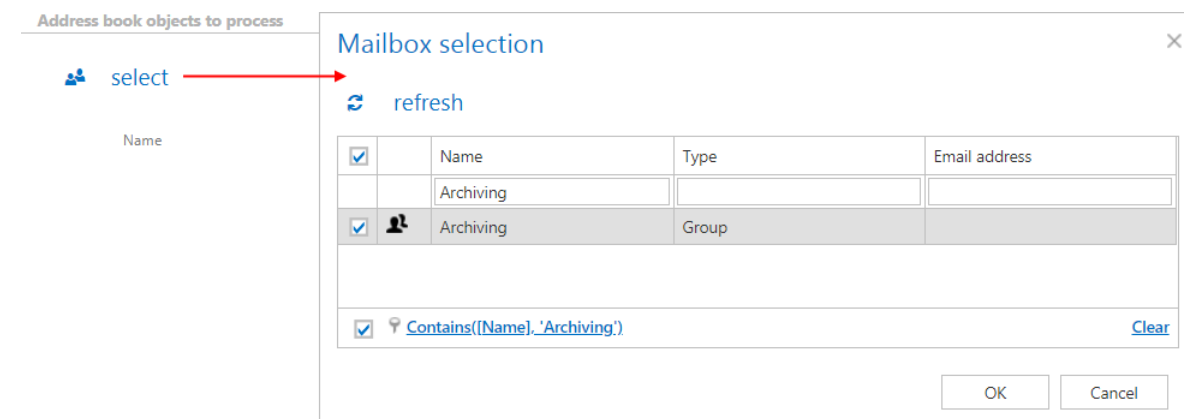 Address book objects to process
select
Name
Mailbox selection
refresh
Name Type Email address
Archiving
Archiving Group
Contains([Name], 'Archiving') Clear
OK Cancel